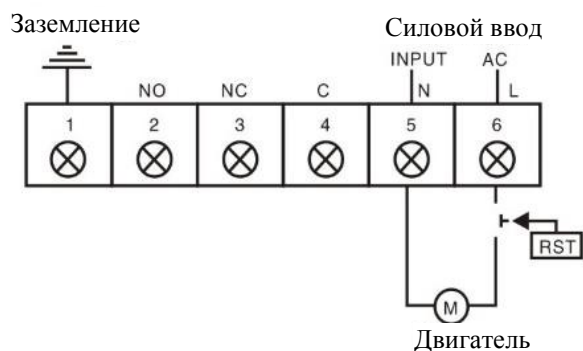 Заземление
Силовой ввод
INPUT AC
NO NC C N L
1 2 3 4 5 6
RST
M
Двигатель